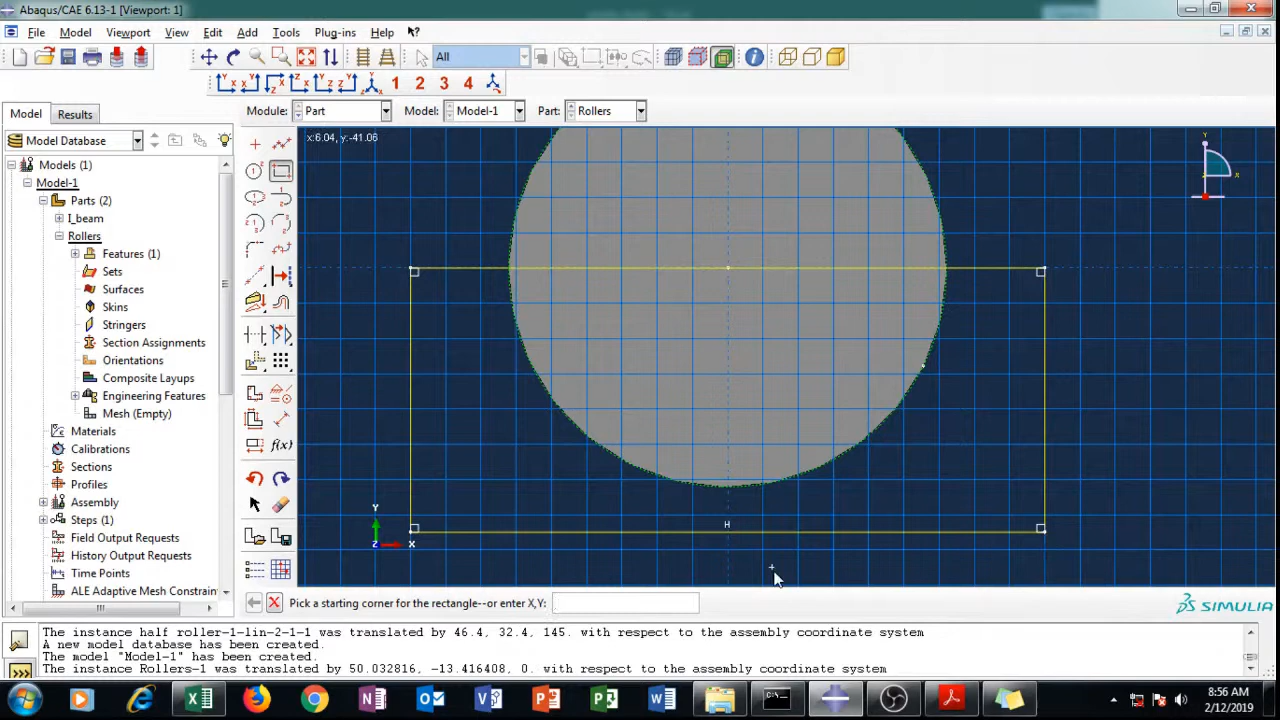 Abaqus/CAE 6.13-1 [Viewport: 1]
File Model Viewport View Edit Add Tools Plug-ins Help
All
1 2 3 4
Model Results
Module: Part Model: Model-1 Part: Rollers
Model Database
x:6.04, y:-41.06
Models (1)
Model-1
Parts (2)
I_beam
Rollers
Features (1)
Sets
Surfaces
Skins
Stringers
Section Assignments
Orientations
Composite Layups
Engineering Features
Mesh (Empty)
Materials
Calibrations
Sections
Profiles
Assembly
Steps (1)
Field Output Requests
History Output Requests
Time Points
ALE Adaptive Mesh Constrain
f(x)
Y
X
H
Y
Z X
Pick a starting corner for the rectangle--or enter X,Y:
SIMULIA
The instance half roller-1-lin-2-1-1 was translated by 46.4, 32.4, 145. with respect to the assembly coordinate system
A new model database has been created.
The model "Model-1" has been created.
The instance Rollers-1 was translated by 50.032816, -13.416408, 0. with respect to the assembly coordinate system
8:56 AM
2/12/2019